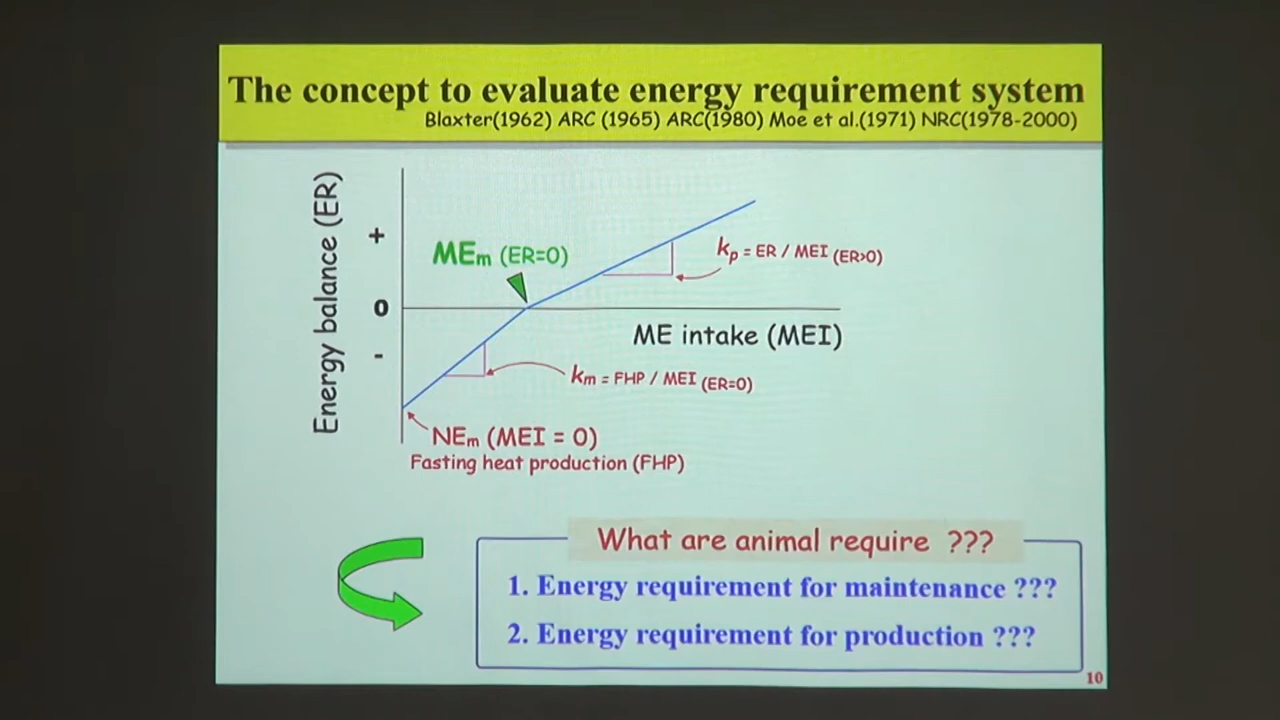 The concept to evaluate energy requirement system
Blaxter(1962) ARC (1965) ARC(1980) Moe et al.(1971) NRC(1978-2000)
Energy balance (ER)
+
0
-
MEm (ER=0)
kp = ER / MEI (ER>0)
ME intake (MEI)
km = FHP / MEI (ER=0)
NEm (MEI = 0)
Fasting heat production (FHP)
What are animal require ???
1. Energy requirement for maintenance ???
2. Energy requirement for production ???
10